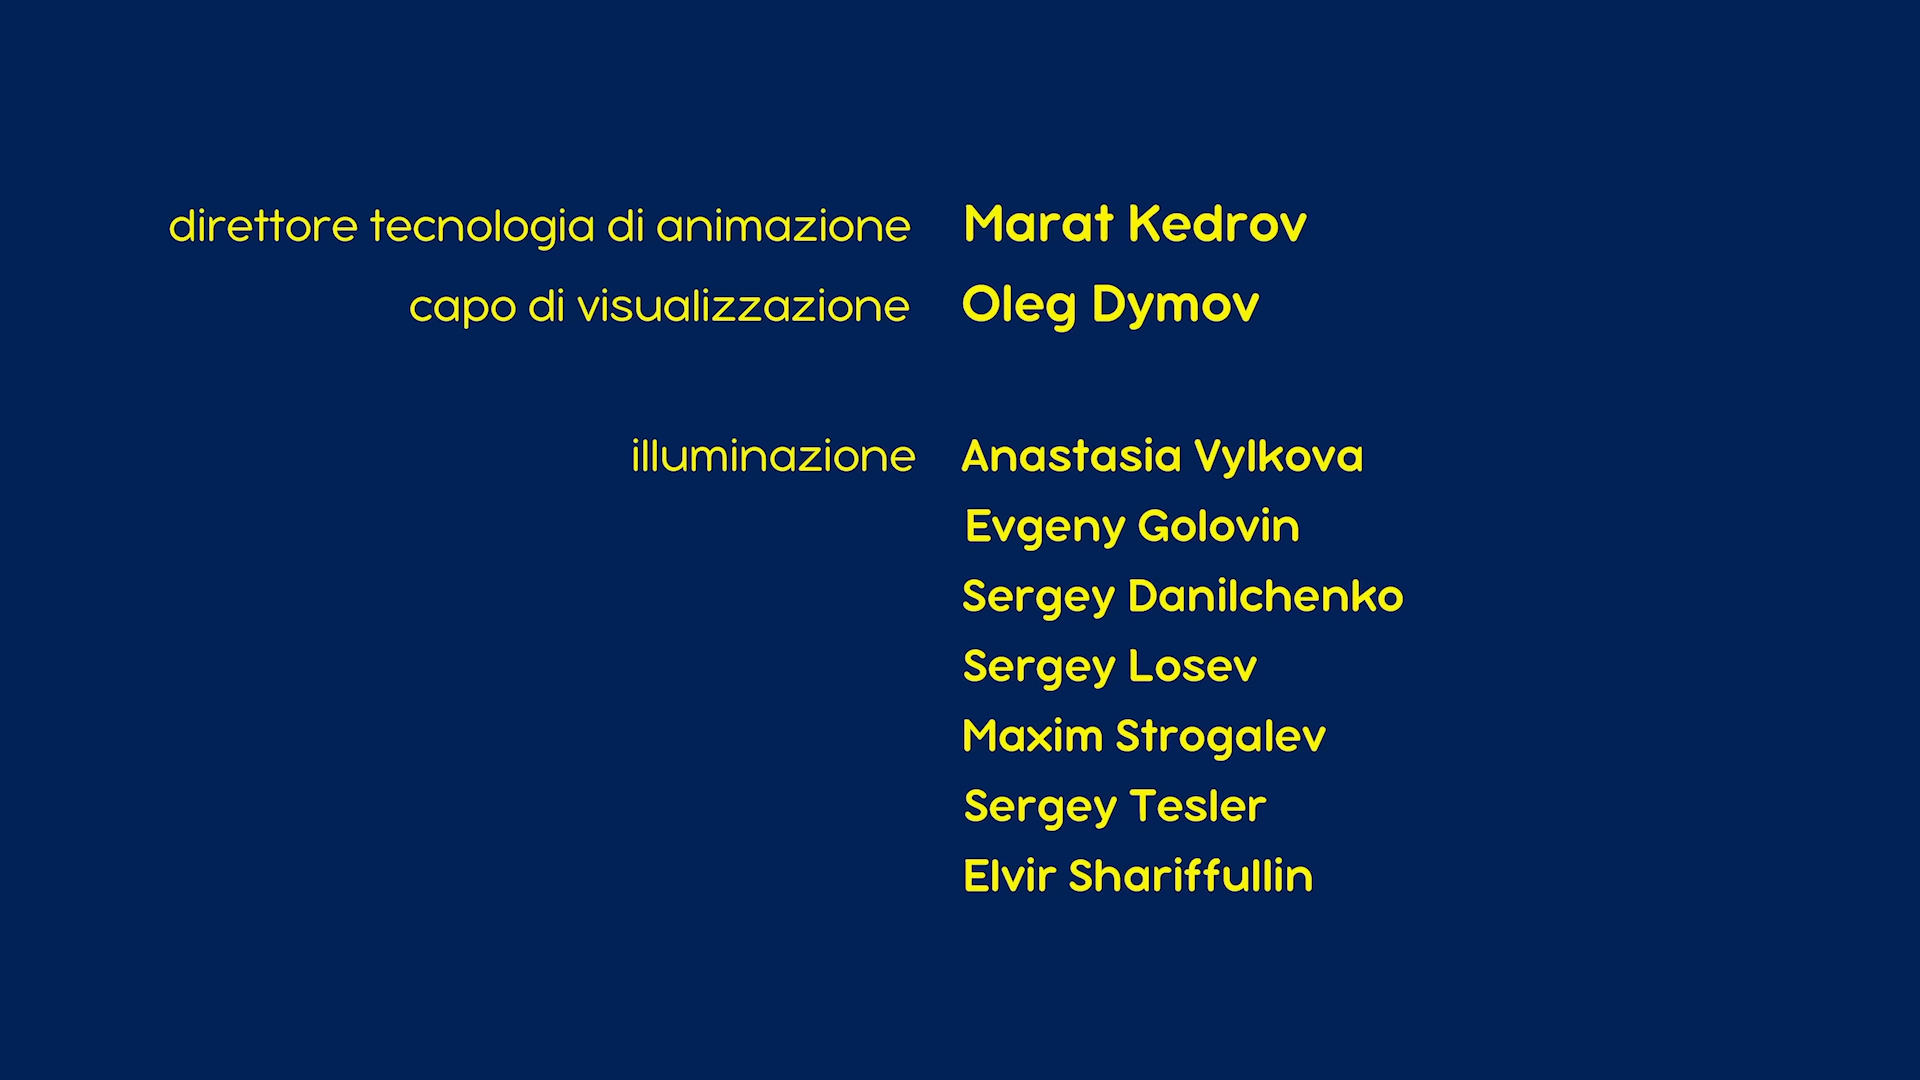 direttore tecnologia di animazione Marat Kedrov
capo di visualizzazione Oleg Dymov
illuminazione Anastasia Vylkova
Evgeny Golovin
Sergey Danilchenko
Sergey Losev
Maxim Strogalev
Sergey Tesler
Elvir Shariffullin